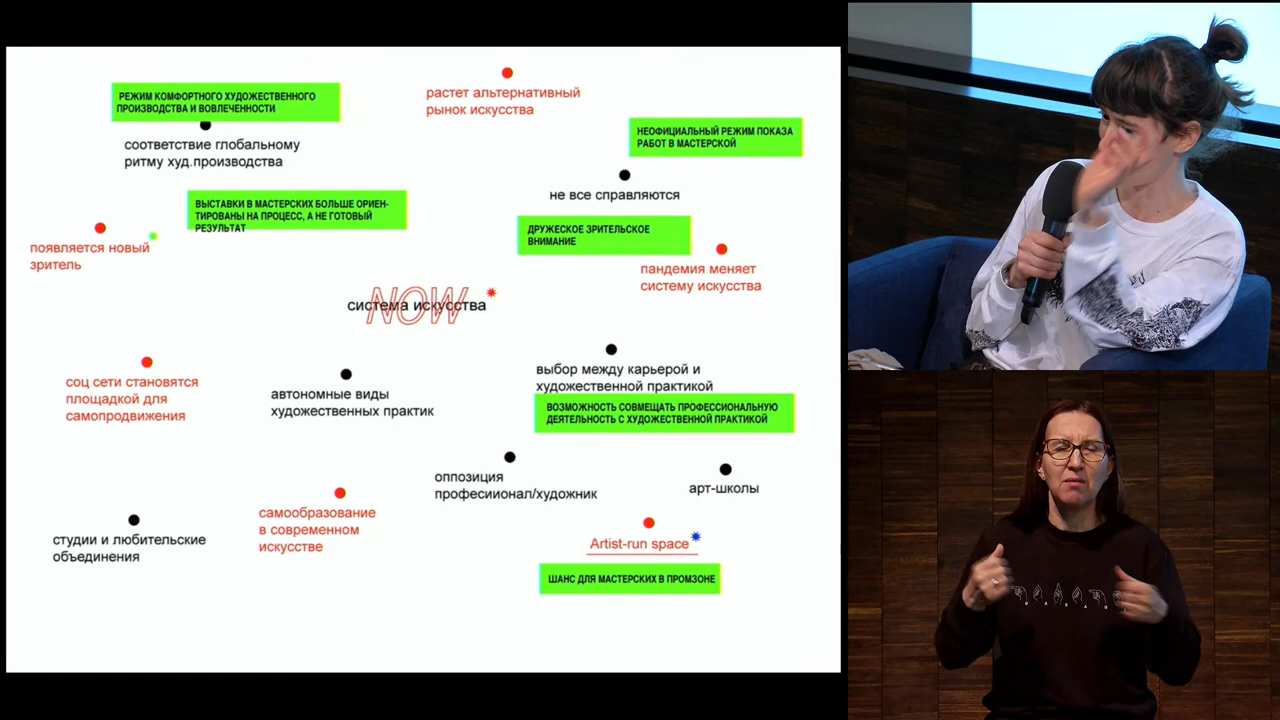 РЕЖИМ КОМФОРТНОГО ХУДОЖЕСТВЕННОГО
ПРОИЗВОДСТВА И ВОВЛЕЧЕННОСТИ
соответствие глобальному
ритму худ.производства
растет альтернативный
рынок искусства
НЕОФИЦИАЛЬНЫЙ РЕЖИМ ПОКАЗА
РАБОТ В МАСТЕРСКОЙ
не все справляются
ВЫСТАВКИ В МАСТЕРСКИХ БОЛЬШЕ ОРИЕН-
ТИРОВАНЫ НА ПРОЦЕСС, А НЕ ГОТОВЫЙ
РЕЗУЛЬТАТ
ДРУЖЕСКОЕ ЗРИТЕЛЬСКОЕ
ВНИМАНИЕ
появляется новый
зритель
пандемия меняет
систему искусства
система искусства
NOW
соц сети становятся
площадкой для
самопродвижения
автономные виды
художественных практик
выбор между карьерой и
художественной практикой
ВОЗМОЖНОСТЬ СОВМЕЩАТЬ ПРОФЕССИОНАЛЬНУЮ
ДЕЯТЕЛЬНОСТЬ С ХУДОЖЕСТВЕННОЙ ПРАКТИКОЙ
оппозиция
професиионал/художник
арт-школы
самообразование
в современном
искусстве
студии и любительские
объединения
Artist-run space
ШАНС ДЛЯ МАСТЕРСКИХ В ПРОМЗОНЕ